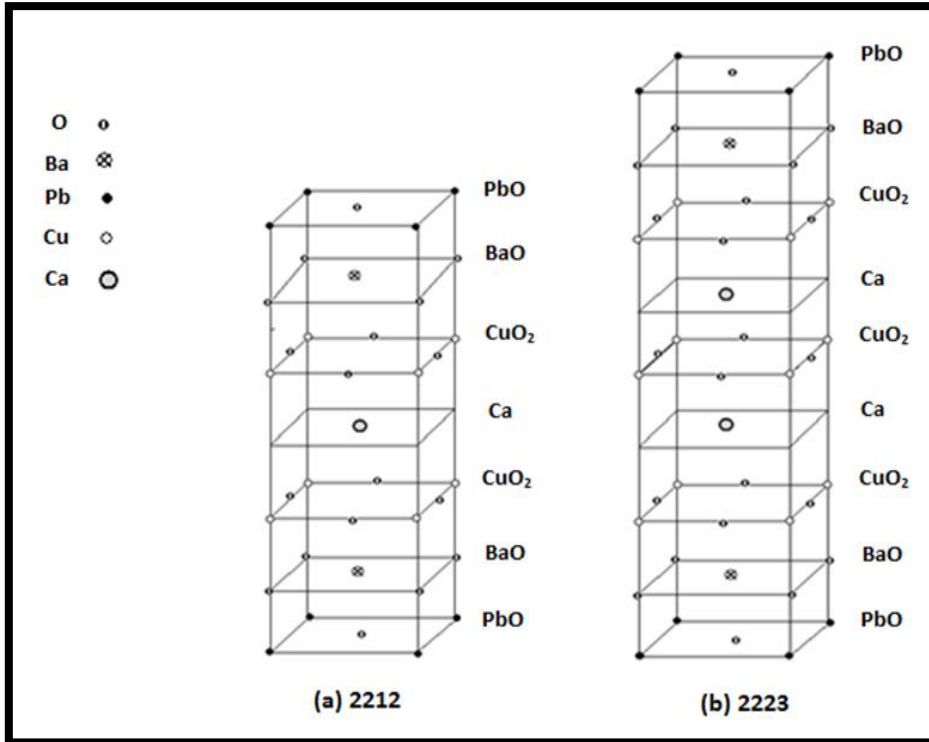 O
Ba
Pb
Cu
Ca
PbO
BaO
CuO₂
Ca
CuO₂
BaO
PbO
(a) 2212
PbO
BaO
CuO₂
Ca
CuO₂
Ca
CuO₂
BaO
PbO
(b) 2223